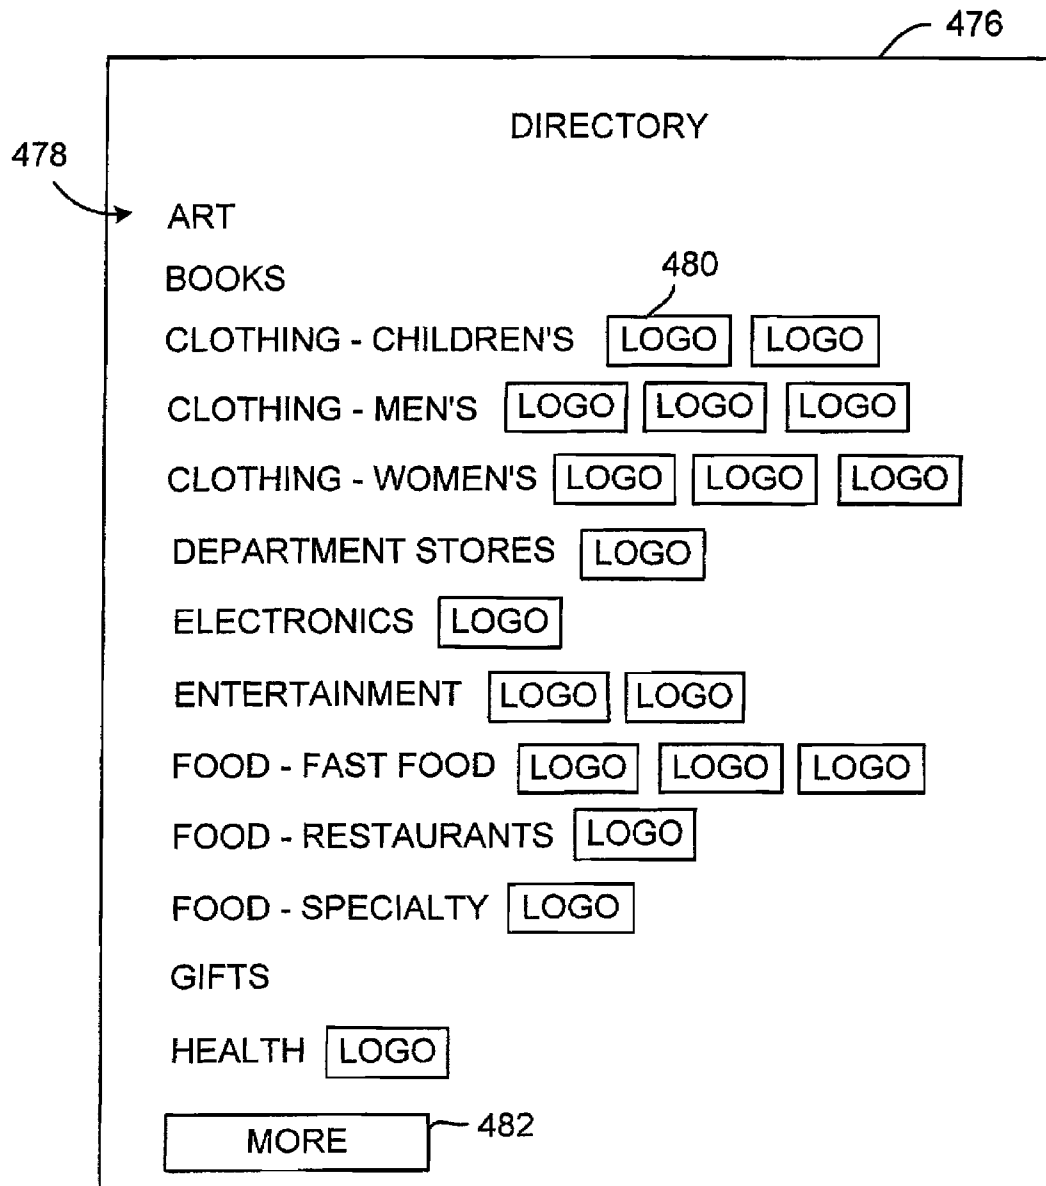 476
DIRECTORY
478
ART
BOOKS
480
CLOTHING - CHILDREN'S LOGO LOGO
CLOTHING - MEN'S LOGO LOGO LOGO
CLOTHING - WOMEN'S LOGO LOGO LOGO
DEPARTMENT STORES LOGO
ELECTRONICS LOGO
ENTERTAINMENT LOGO LOGO
FOOD - FAST FOOD LOGO LOGO LOGO
FOOD - RESTAURANTS LOGO
FOOD - SPECIALTY LOGO
GIFTS
HEALTH LOGO
MORE 482